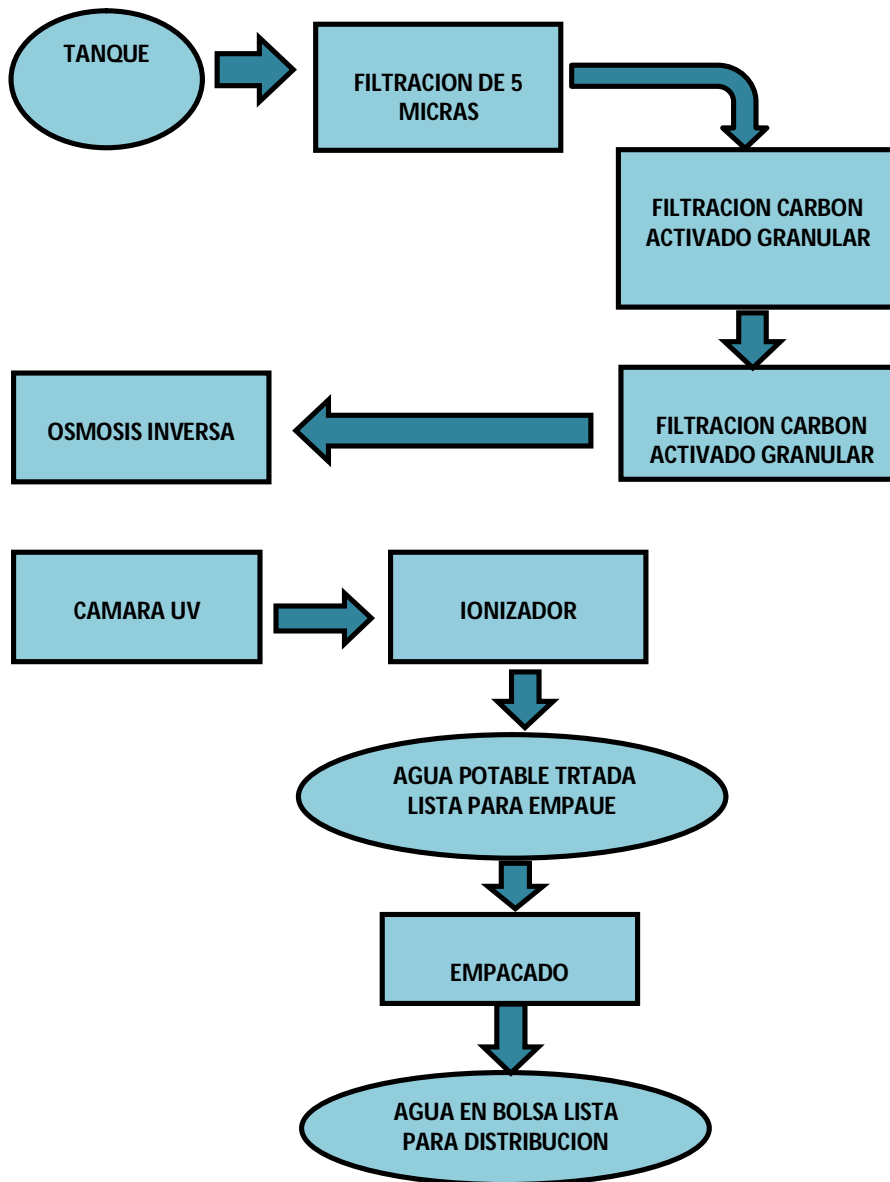 TANQUE
FILTRACION DE 5
MICRAS
FILTRACION CARBON
ACTIVADO GRANULAR
FILTRACION CARBON
ACTIVADO GRANULAR
OSMOSIS INVERSA
CAMARA UV
IONIZADOR
AGUA POTABLE TRTADA
LISTA PARA EMPAUE
EMPACADO
AGUA EN BOLSA LISTA
PARA DISTRIBUCION